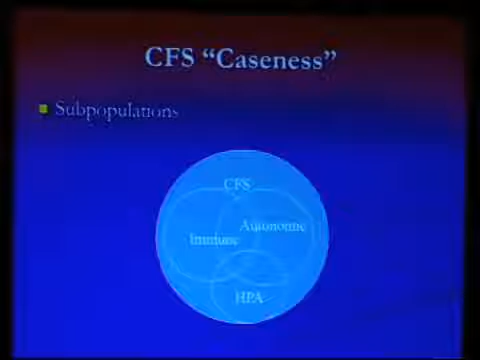 CFS “Caseness”
Subpopulations
CFS
Autonomic
Immune
HPA